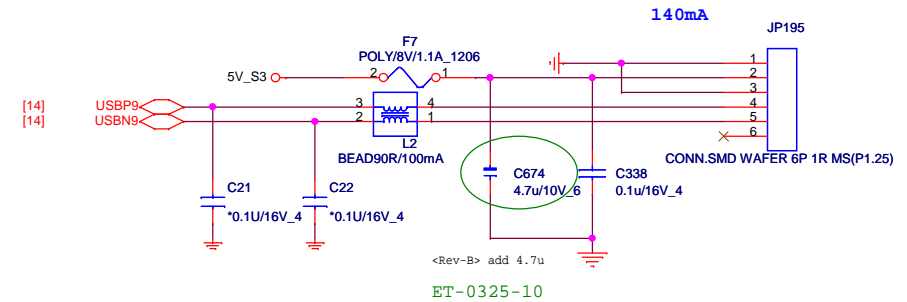 140mA
JP195
F7
POLY/8V/1.1A_1206
5V_S3
2
1
1
2
3
4
5
6
[14]
USBP9
3
4
[14]
USBN9
2
1
L2
BEAD90R/100mA
CONN.SMD WAFER 6P 1R MS(P1.25)
C21
*0.1U/16V_4
C22
*0.1U/16V_4
C674
4.7u/10V_6
C338
0.1u/16V_4
<Rev-B> add 4.7u
ET-0325-10